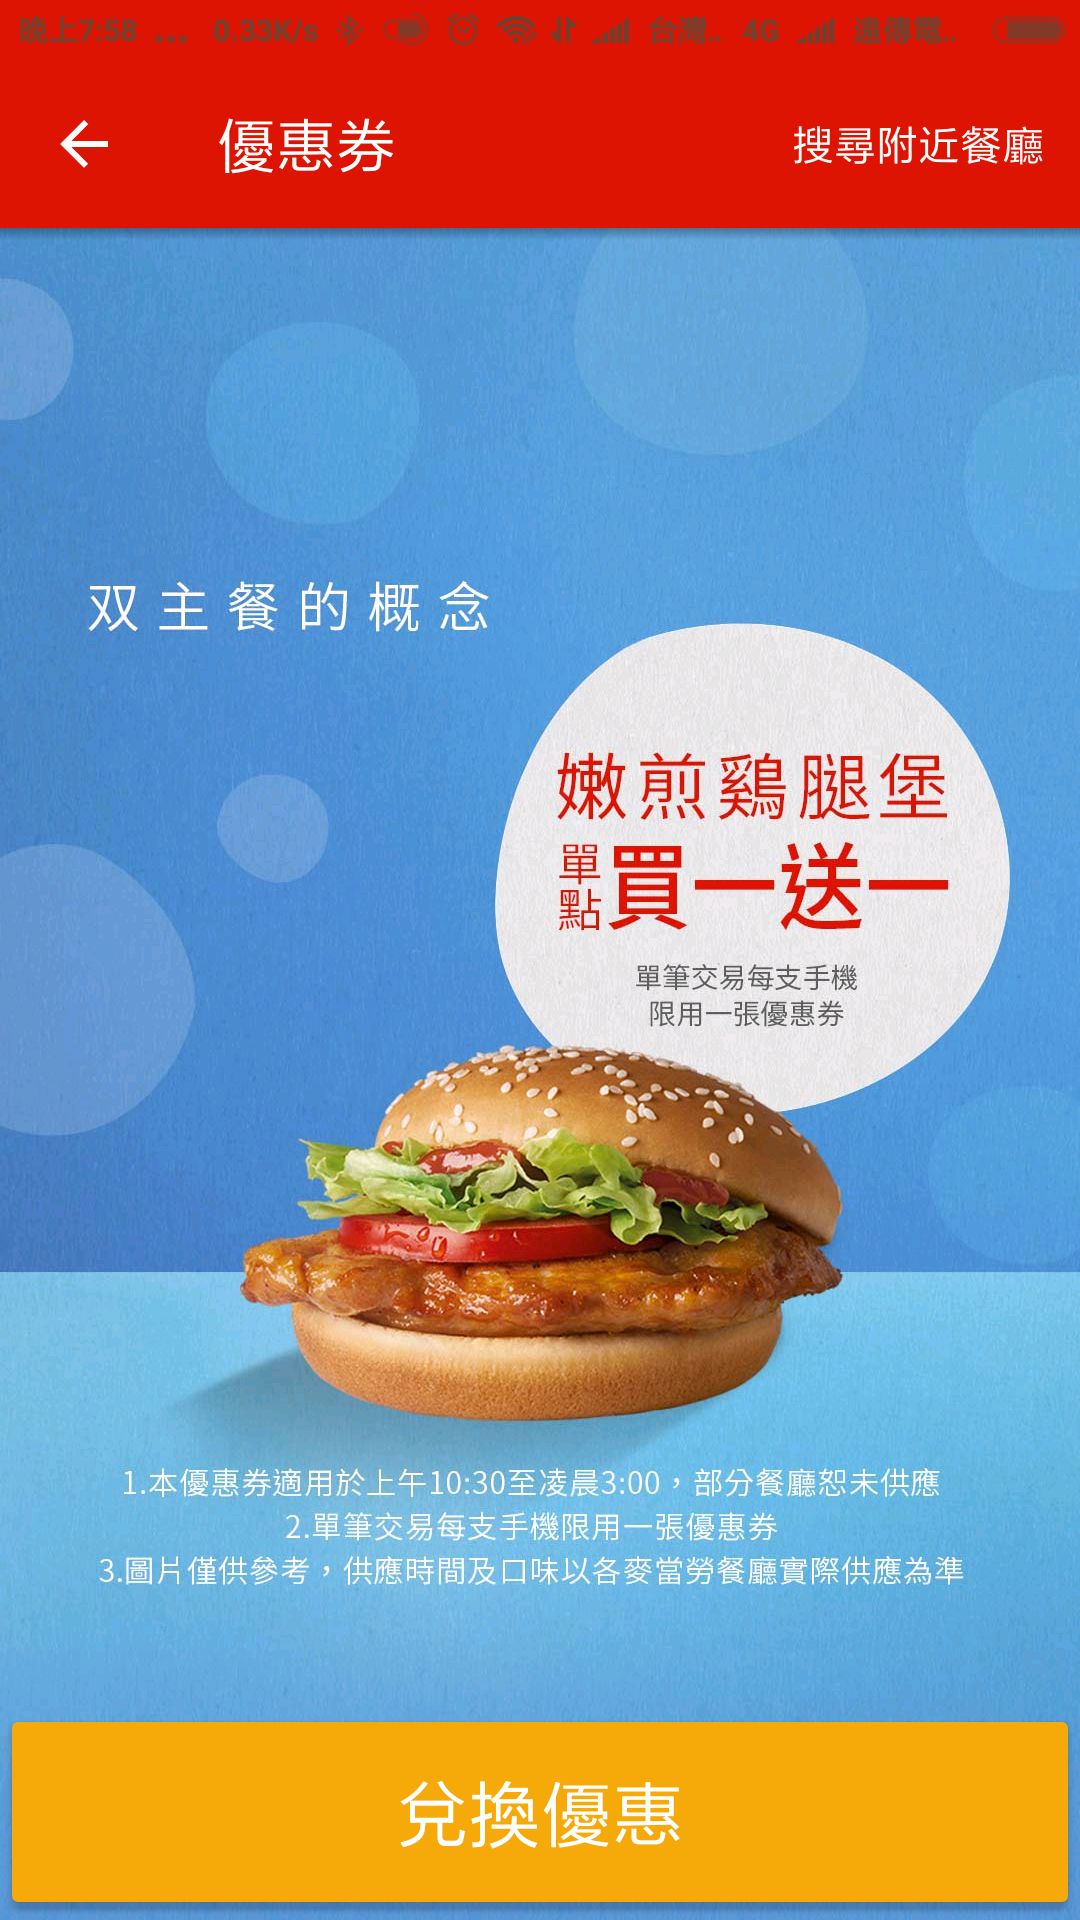 晚上7:58 ... 0.33K/s 台灣.. 4G 遠傳電..
優惠券
搜尋附近餐廳
双主餐的概念
嫩煎鷄腿堡
單點買一送一
單筆交易每支手機
限用一張優惠券
1.本優惠券適用於上午10:30至凌晨3:00，部分餐廳恕未供應
2.單筆交易每支手機限用一張優惠券
3.圖片僅供參考，供應時間及口味以各麥當勞餐廳實際供應為準
兌換優惠